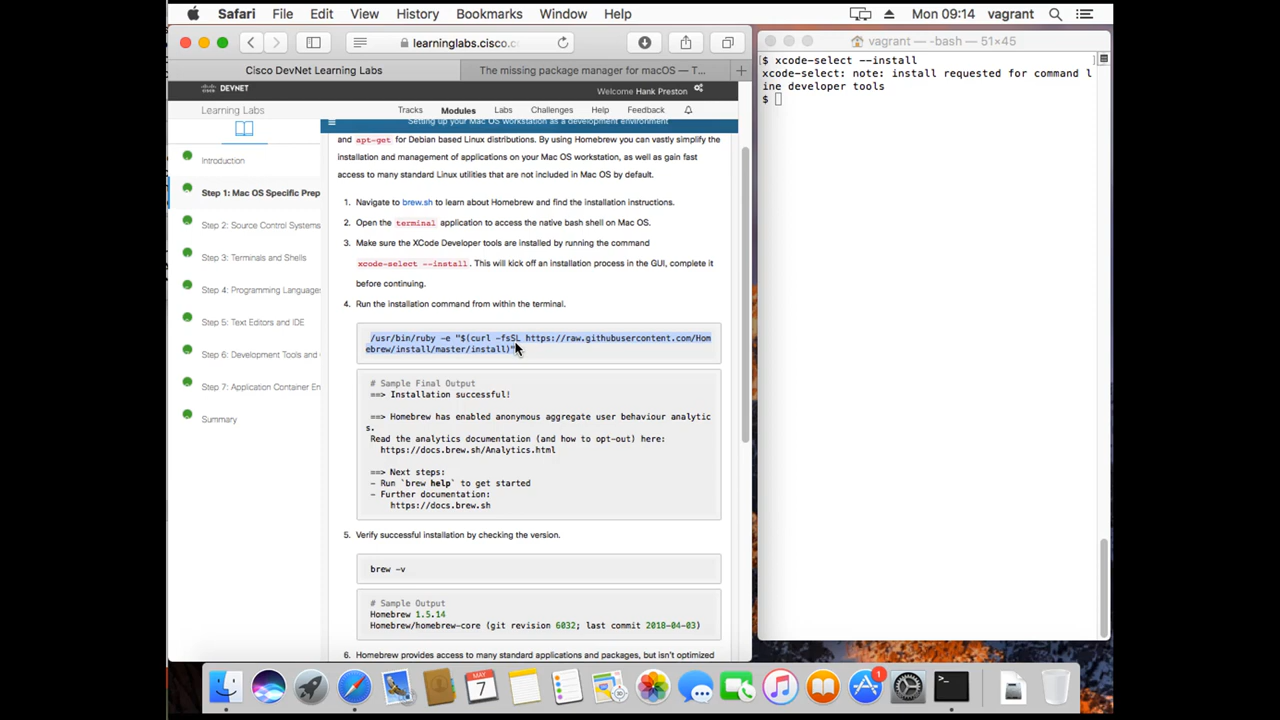 Safari File Edit View History Bookmarks Window Help Mon 09:14 vagrant
learninglabs.cisco.c
Cisco DevNet Learning Labs
The missing package manager for macOS — T...
CISCO DEVNET
Welcome Hank Preston
Learning Labs
Tracks Modules Labs Challenges Help Feedback
Setting up your Mac OS workstation as a development environment
Introduction
Step 1: Mac OS Specific Prep
Step 2: Source Control Systems
Step 3: Terminals and Shells
Step 4: Programming Languages
Step 5: Text Editors and IDE
Step 6: Development Tools and
Step 7: Application Container En
Summary
and apt-get for Debian based Linux distributions. By using Homebrew you can vastly simplify the
installation and management of applications on your Mac OS workstation, as well as gain fast
access to many standard Linux utilities that are not included in Mac OS by default.
1. Navigate to brew.sh to learn about Homebrew and find the installation instructions.
2. Open the terminal application to access the native bash shell on Mac OS.
3. Make sure the XCode Developer tools are installed by running the command
xcode-select --install. This will kick off an installation process in the GUI, complete it
before continuing.
4. Run the installation command from within the terminal.
/usr/bin/ruby -e "$(curl -fsSL https://raw.githubusercontent.com/Hom
ebrew/install/master/install)"
# Sample Final Output
==> Installation successful!
==> Homebrew has enabled anonymous aggregate user behaviour analytic
s.
Read the analytics documentation (and how to opt-out) here:
https://docs.brew.sh/Analytics.html
==> Next steps:
- Run `brew help` to get started
- Further documentation:
https://docs.brew.sh
5. Verify successful installation by checking the version.
brew -v
# Sample Output
Homebrew 1.5.14
Homebrew/homebrew-core (git revision 6032; last commit 2018-04-03)
6. Homebrew provides access to many standard applications and packages, but isn't optimized
vagrant — -bash — 51×45
[$ xcode-select --install ]
xcode-select: note: install requested for command l
ine developer tools
$
MAY
7
1